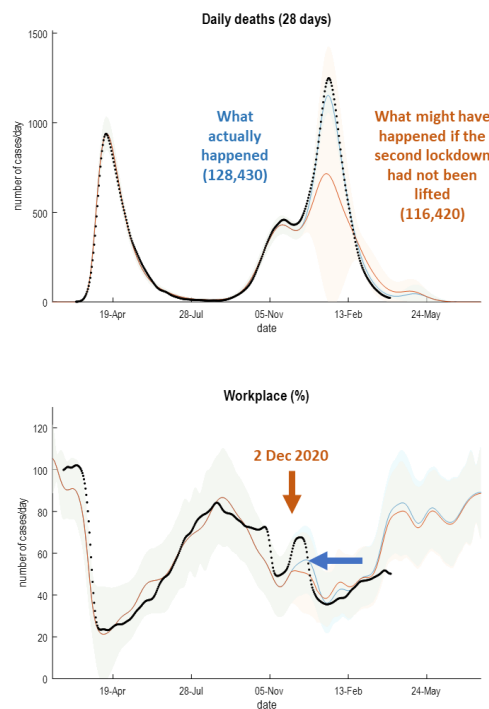 Daily deaths (28 days)
1500
1000
500
0
number of cases/day
What
actually
happened
(128,430)
What might have
happened if the
second lockdown
had not been
lifted
(116,420)
19-Apr
28-Jul
05-Nov
13-Feb
24-May
date
Workplace (%)
120
100
80
60
40
20
0
number of cases/day
2 Dec 2020
19-Apr
28-Jul
05-Nov
13-Feb
24-May
date